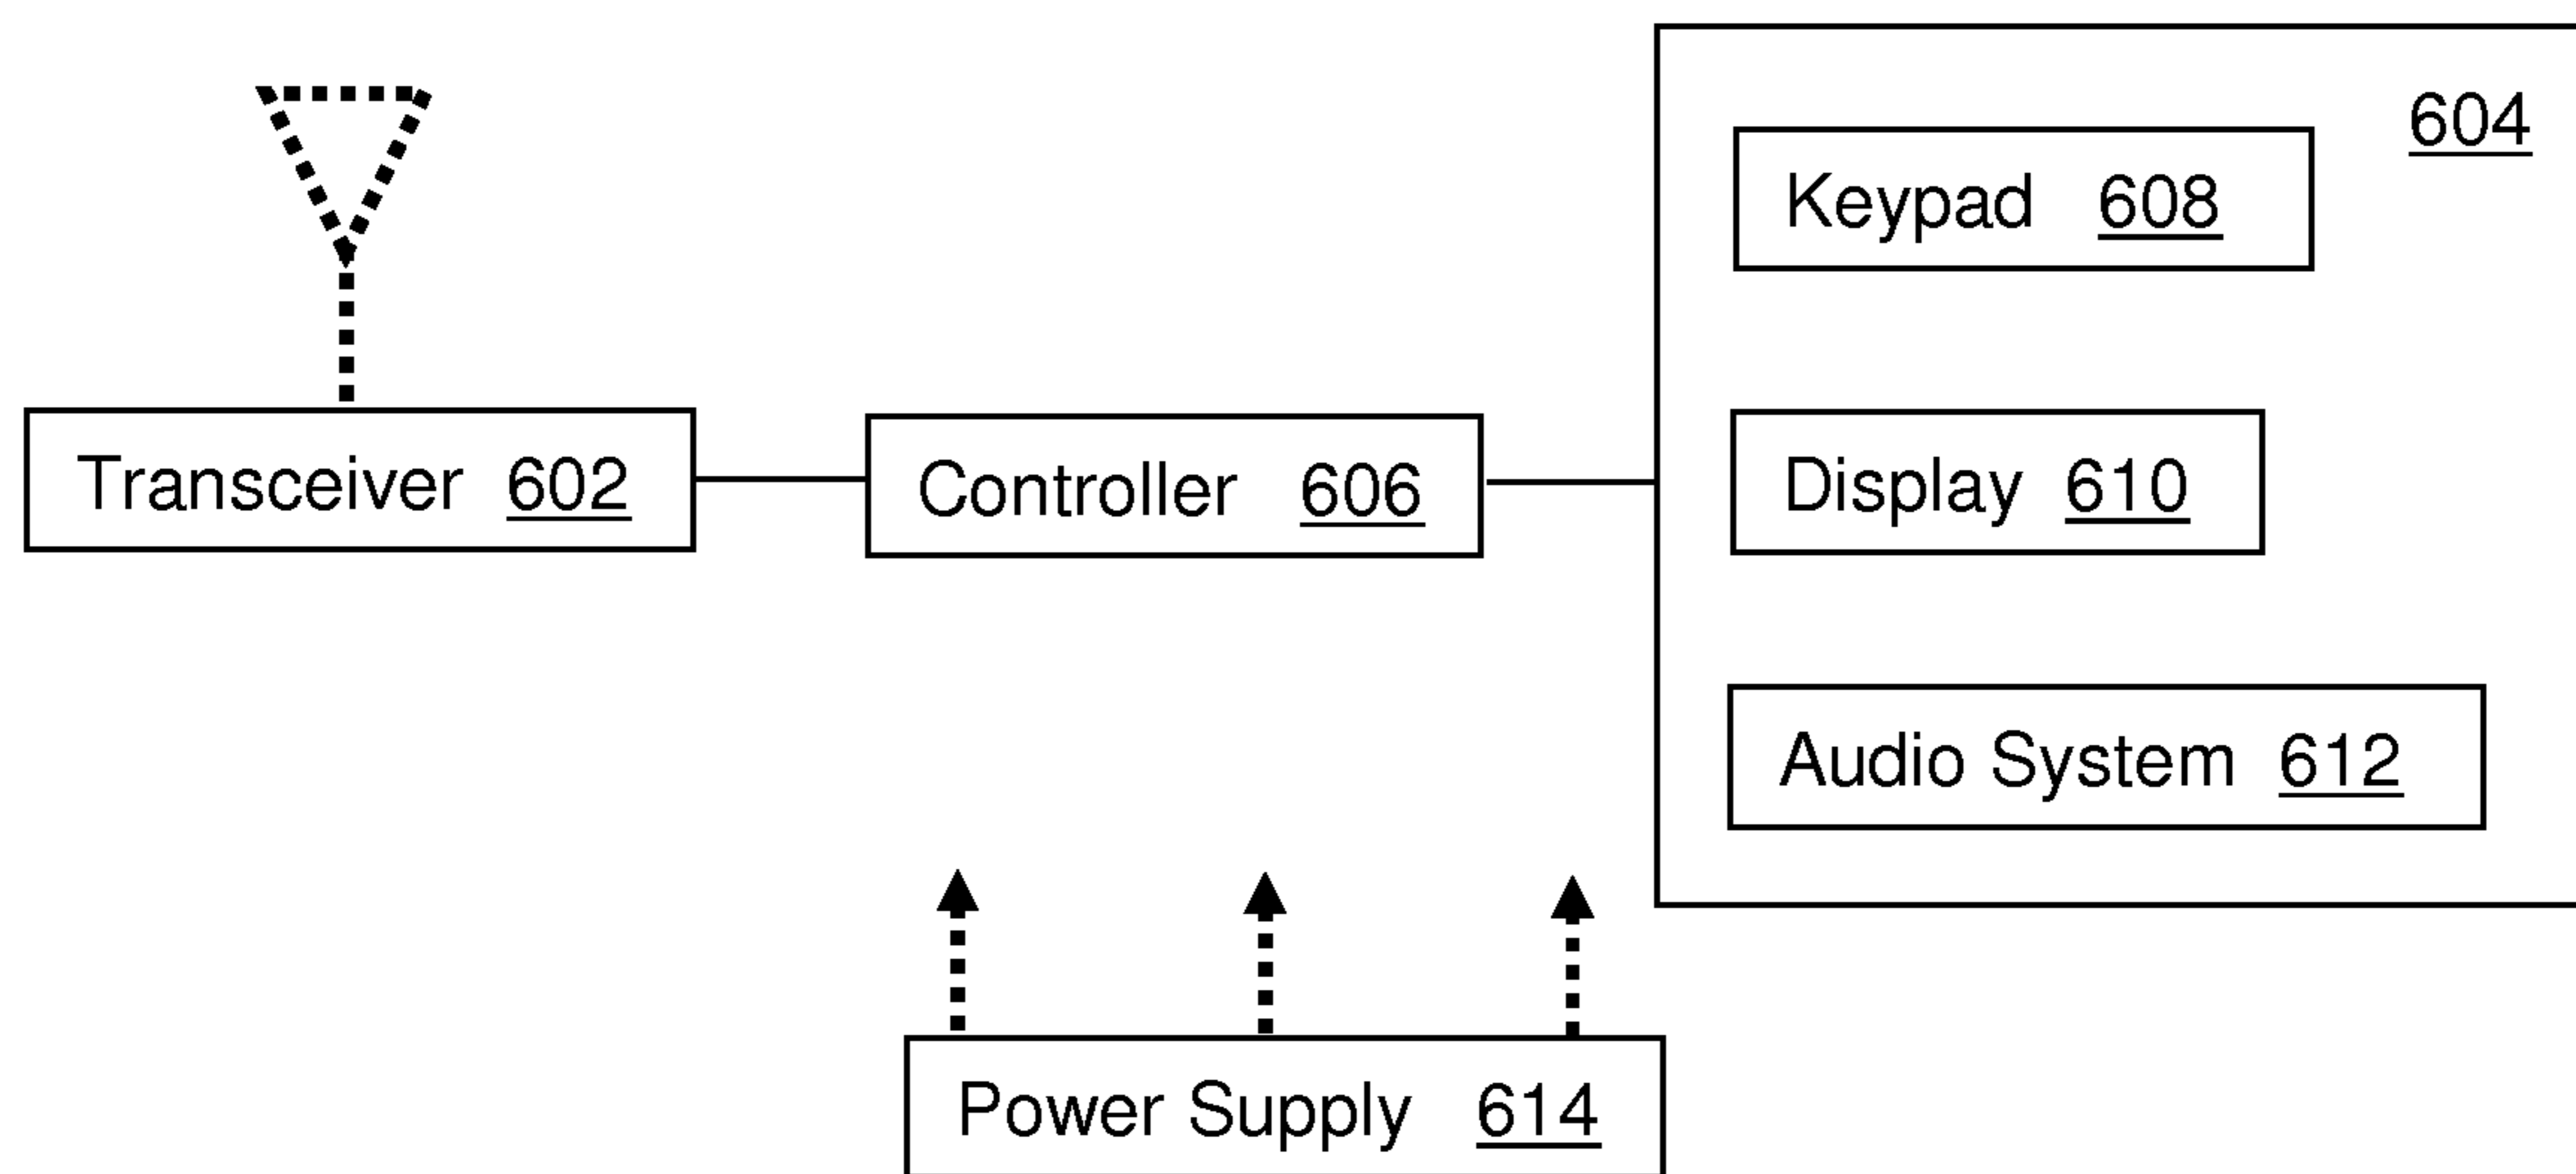 604
Keypad 608
Transceiver 602
Controller 606
Display 610
Audio System 612
Power Supply 614